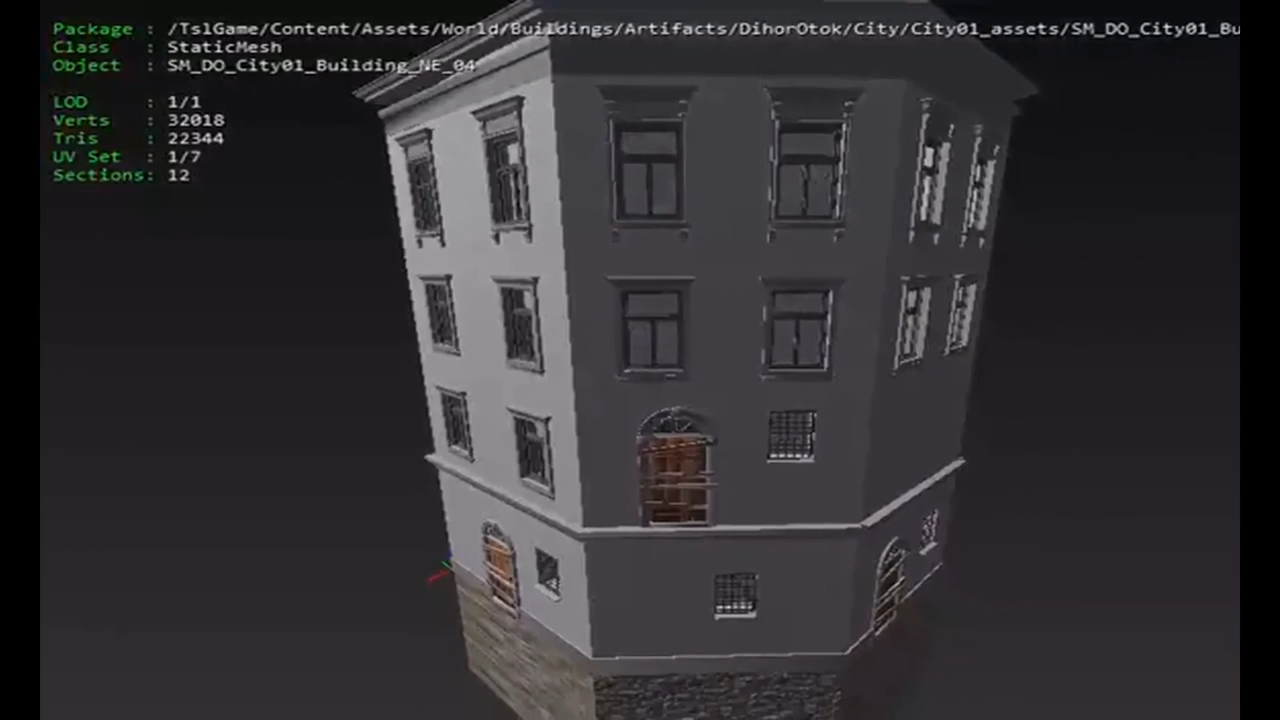 Package : /TslGame/Content/Assets/World/Buildings/Artifacts/DihorOtok/City/City01_assets/SM_DO_City01_Bu
Class : StaticMesh
Object : SM_DO_City01_Building_NE_04
LOD : 1/1
Verts : 32018
Tris : 22344
UV Set : 1/7
Sections: 12